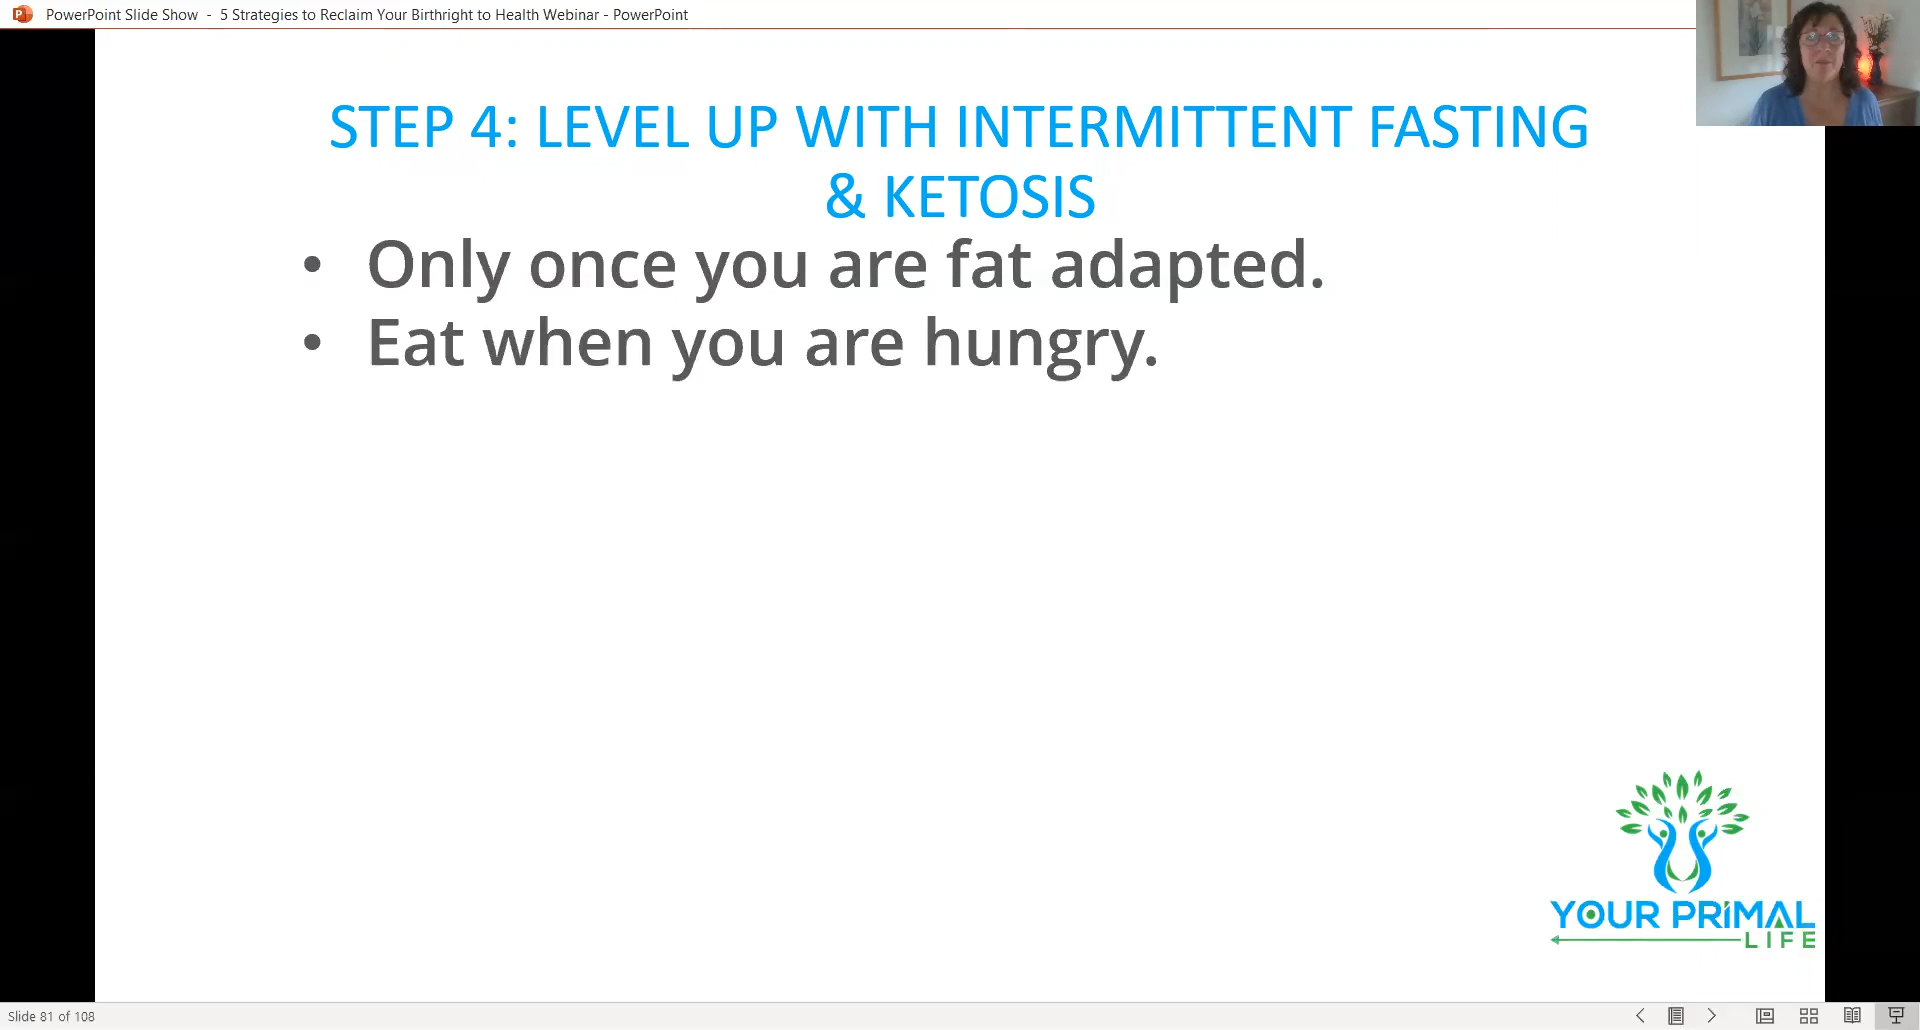 PowerPoint Slide Show - 5 Strategies to Reclaim Your Birthright to Health Webinar - PowerPoint
STEP 4: LEVEL UP WITH INTERMITTENT FASTING
& KETOSIS
• Only once you are fat adapted.
• Eat when you are hungry.
YOUR PRIMAL
LIFE
Slide 81 of 108